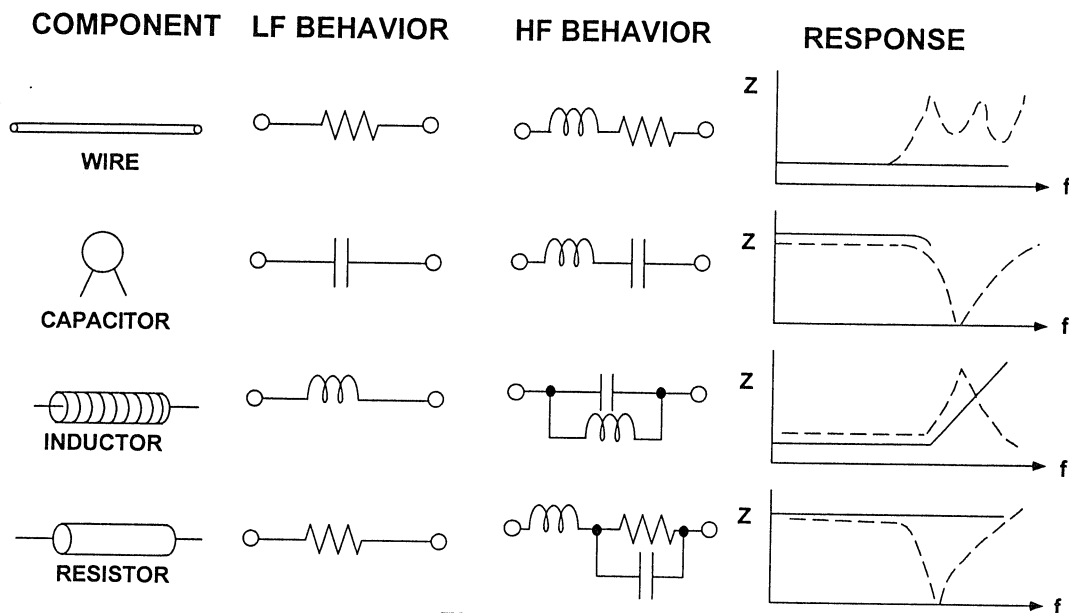 COMPONENT LF BEHAVIOR HF BEHAVIOR RESPONSE
WIRE
Z
f
CAPACITOR
Z
f
INDUCTOR
Z
f
RESISTOR
Z
f